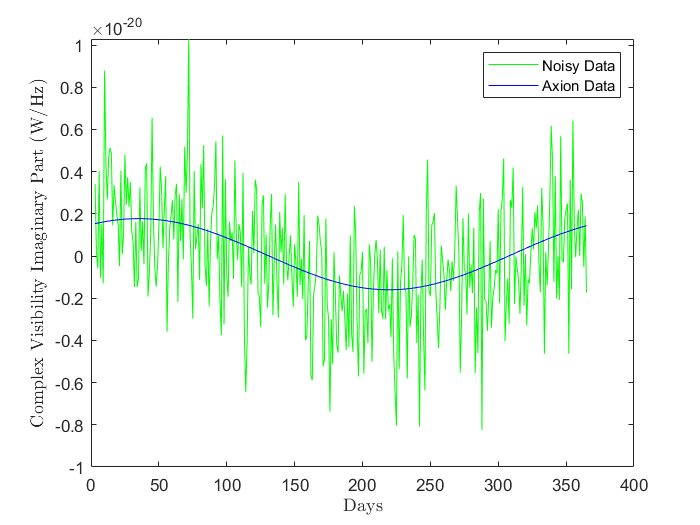 ×10-20
Complex Visibility Imaginary Part (W/Hz)
1
0.8
0.6
0.4
0.2
0
-0.2
-0.4
-0.6
-0.8
-1
Noisy Data
Axion Data
0 50 100 150 200 250 300 350 400
Days